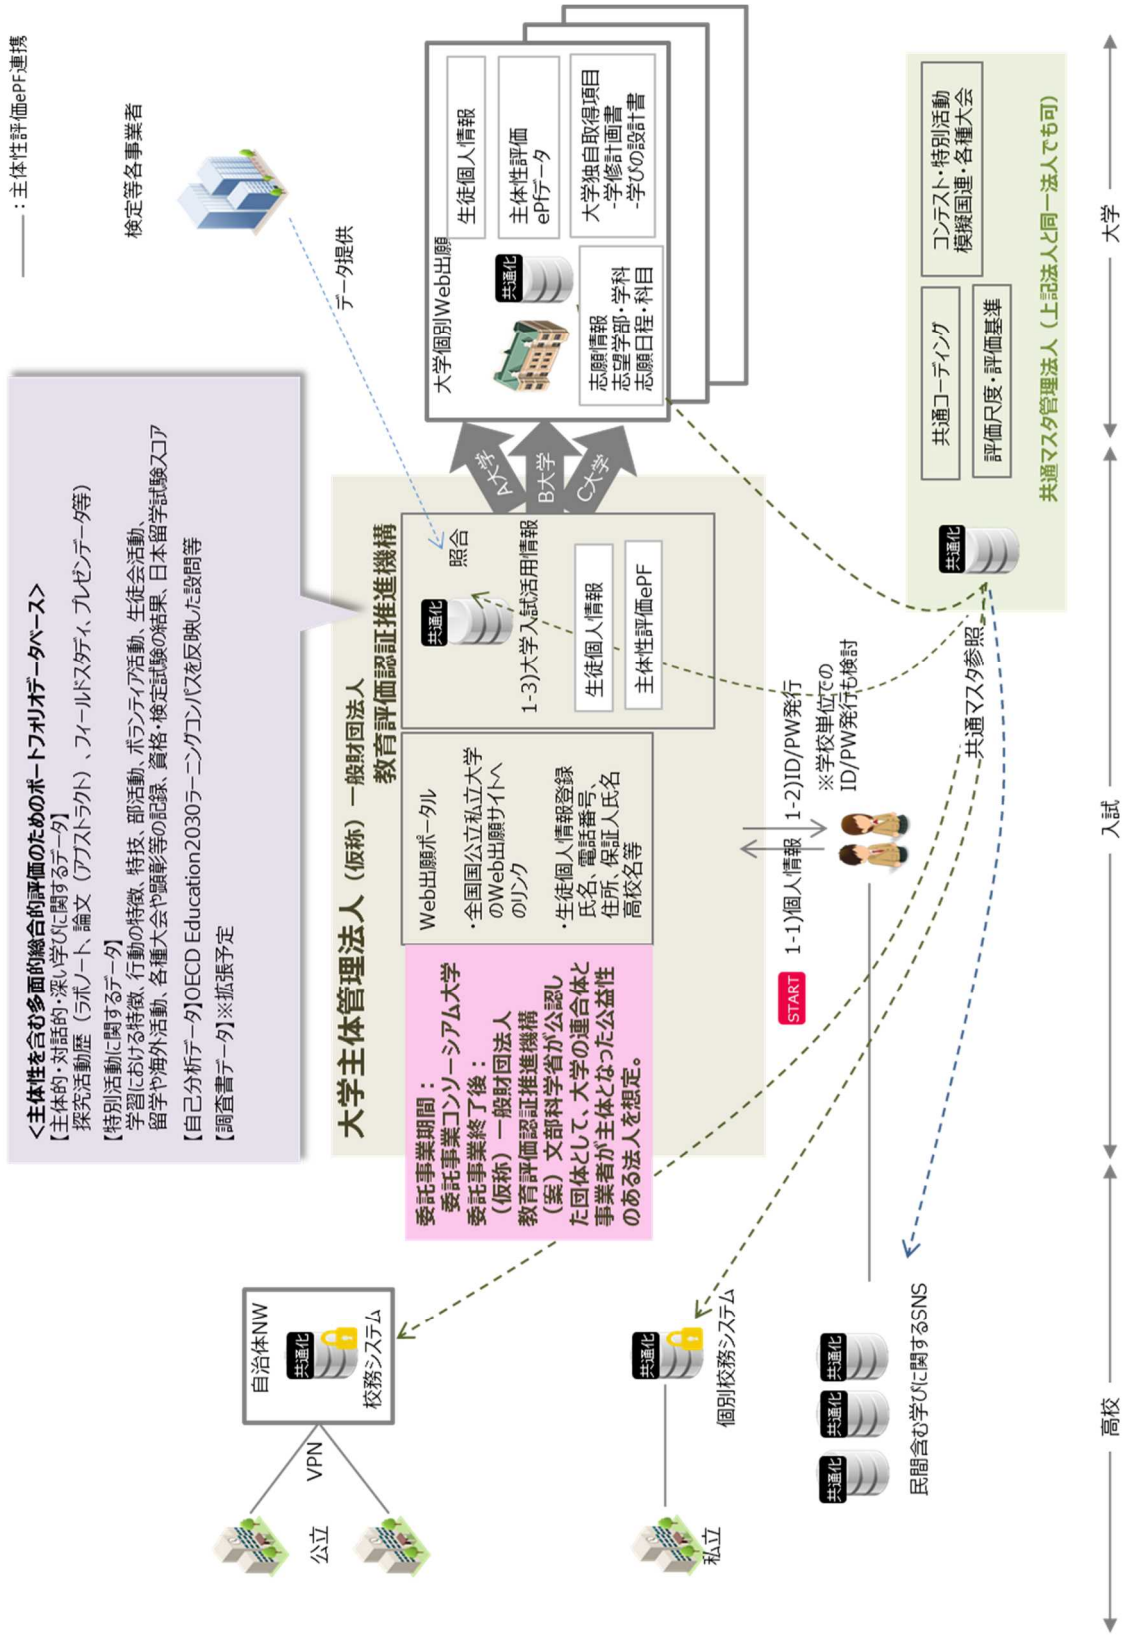 ——：主体性評価ePF連携
<主体性を含む多面的総合的評価のためのポートフォリオデータベース>
【主体的・対話的・深い学びに関するデータ】
探究活動歴（ラボノート、論文（アブストラクト）、フィールドスタディ、プレゼンデータ等）
【特別活動に関するデータ】
学習における特徴、行動の特徴、特技、部活動、ボランティア活動、生徒会活動、
留学や海外活動、各種大会や顕彰等の記録、資格・検定試験の結果、日本留学試験スコア
【自己分析データ】OECD Education2030ラーニングコンパスを反映した設問等
【調査書データ】※拡張予定
検定等各事業者
データ提供
大学主体管理法人（仮称）一般財団法人
教育評価認証推進機構
委託事業期間：
委託事業コンソーシアム大学
委託事業終了後：
（仮称）一般財団法人
教育評価認証推進機構
（案）文部科学省が公認し
た団体として、大学の連合体と
事業者が主体となった公益性
のある法人を想定。
Web出願ポータル
・全国国公立私立大学
のWeb出願サイトへ
のリンク
・生徒個人情報登録
氏名、電話番号、
住所、保証人氏名
高校名等
共通化
照合
1-3)大学入試活用情報
生徒個人情報
主体性評価ePF
A大学
B大学
C大学
大学個別Web出願
共通化
生徒個人情報
主体性評価
ePfデータ
大学独自取得項目
-学修計画書
-学びの設計書
志願情報
志望学部・学科
志願日程・科目
自治体NW
共通化
校務システム
VPN
公立
共通化
個別校務システム
私立
共通化
共通化
共通化
民間含む学びに関するSNS
START
1-1)個人情報
1-2)ID/PW発行
※学校単位での
ID/PW発行も検討
共通マスタ参照
共通化
共通コーディング
評価尺度・評価基準
コンテスト・特別活動
模擬国連・各種大会
共通マスタ管理法人（上記法人と同一法人でも可）
高校
入試
大学